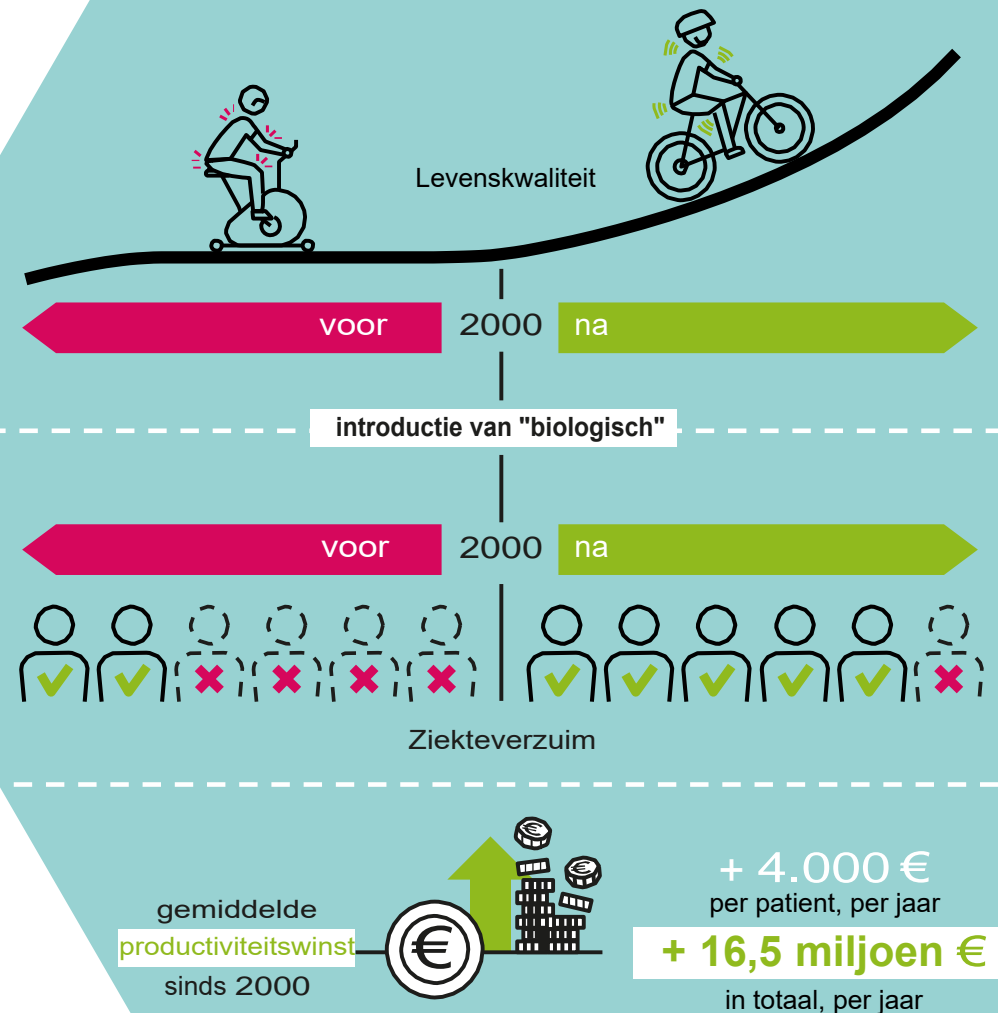 Levenskwaliteit
voor 2000 na
introductie van "biologisch"
voor 2000 na
Ziekteverzuim
gemiddelde
productiviteitswinst
sinds 2000
€
+ 4.000 €
per patient, per jaar
+ 16,5 miljoen €
in totaal, per jaar